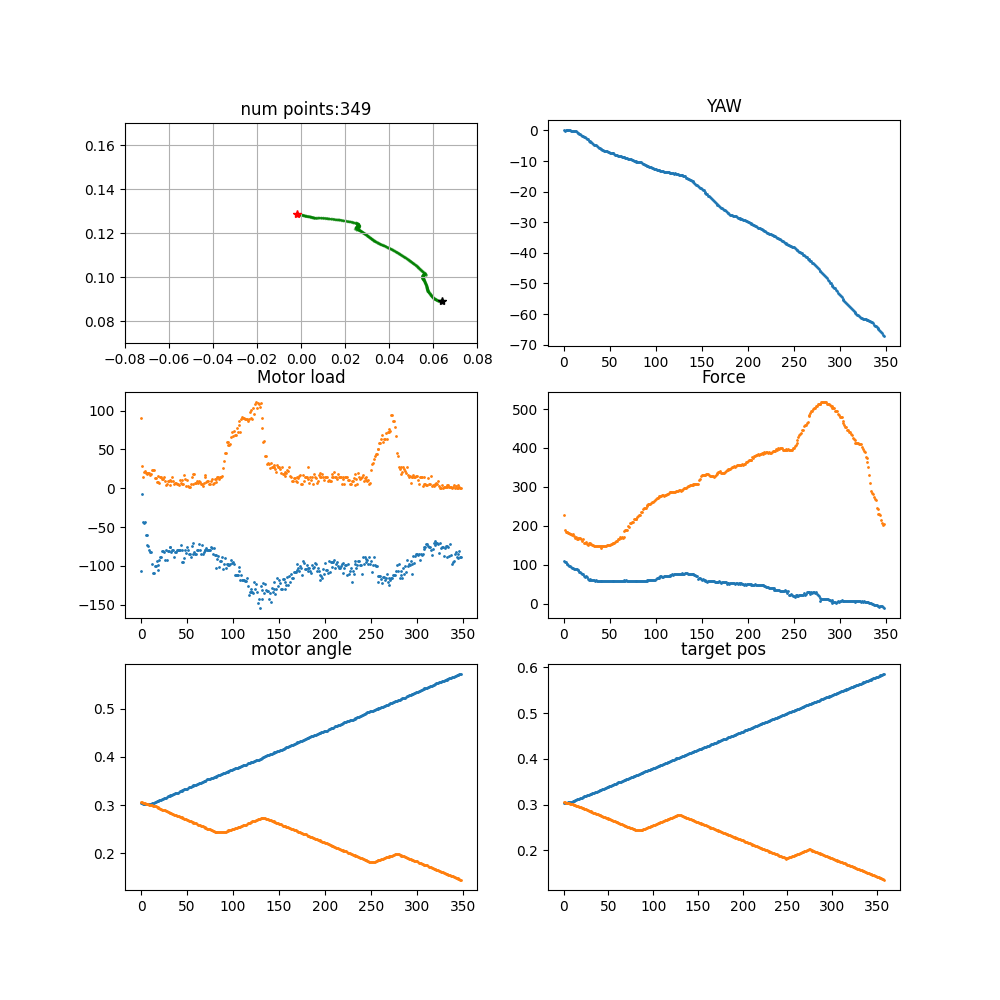 num points:349
0.16
0.14
0.12
0.10
0.08
−0.08 −0.06 −0.04 −0.02 0.00 0.02 0.04 0.06 0.08
YAW
0
−10
−20
−30
−40
−50
−60
−70
0 50 100 150 200 250 300 350
Motor load
100
50
0
−50
−100
−150
0 50 100 150 200 250 300 350
Force
500
400
300
200
100
0
0 50 100 150 200 250 300 350
motor angle
0.5
0.4
0.3
0.2
0 50 100 150 200 250 300 350
target pos
0.6
0.5
0.4
0.3
0.2
0 50 100 150 200 250 300 350